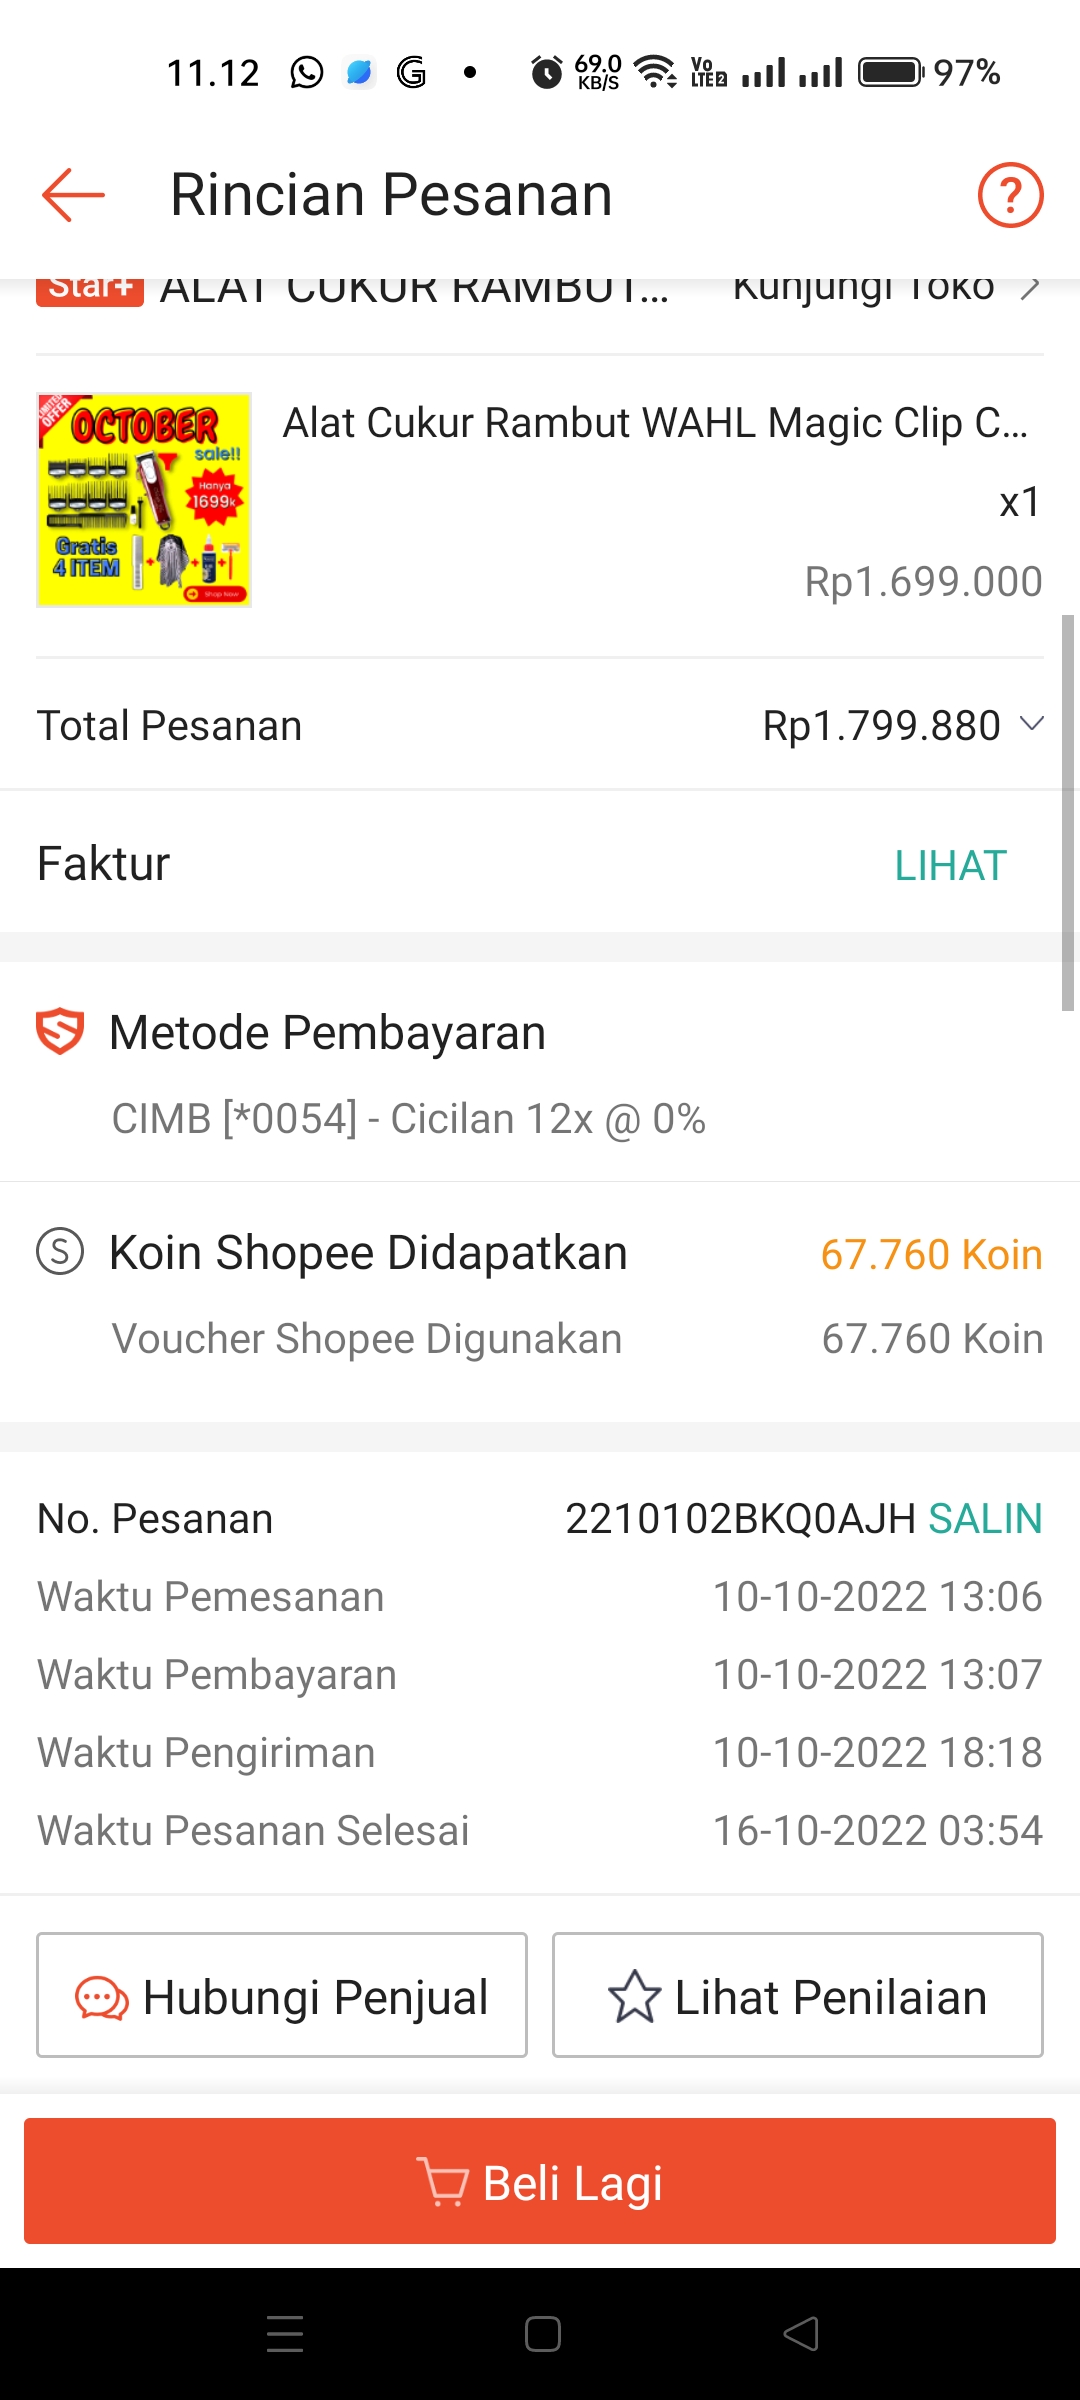 11.12 69.0 KB/S Vo LTE2 97%
Rincian Pesanan ?
Star+ ALAT CUKUR RAMBUT... Kunjungi Toko
LIMITED OFFER
OCTOBER
sale!!
Hanya
1699k
Gratis
4 ITEM
Shop Now
Alat Cukur Rambut WAHL Magic Clip C...
x1
Rp1.699.000
Total Pesanan Rp1.799.880
Faktur LIHAT
Metode Pembayaran
CIMB [*0054] - Cicilan 12x @ 0%
Koin Shopee Didapatkan 67.760 Koin
Voucher Shopee Digunakan 67.760 Koin
No. Pesanan 2210102BKQ0AJH SALIN
Waktu Pemesanan 10-10-2022 13:06
Waktu Pembayaran 10-10-2022 13:07
Waktu Pengiriman 10-10-2022 18:18
Waktu Pesanan Selesai 16-10-2022 03:54
Hubungi Penjual Lihat Penilaian
Beli Lagi